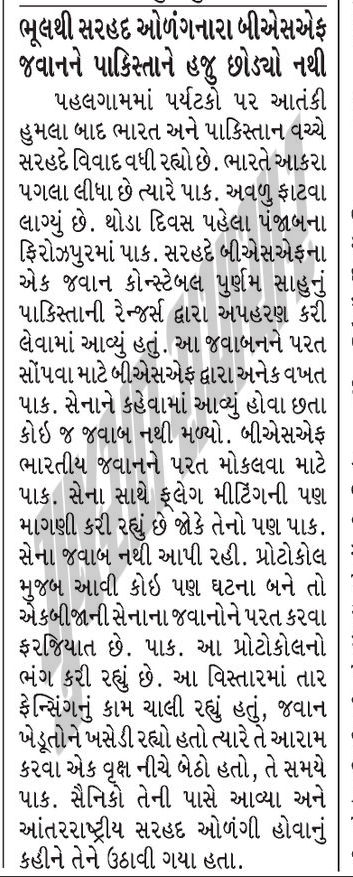 ભૂલથી સરહદ ઓળંગનારા બીએસએફ
જવાનને પાકિસ્તાને હજુ છોડ્યો નથી
પહલગામમાં પર્યટકો પર આતંકી
હુમલા બાદ ભારત અને પાકિસ્તાન વચ્ચે
સરહદે વિવાદ વધી રહ્યો છે. ભારતે આકરા
પગલા લીધા છે ત્યારે પાક. અવળુ ફાટવા
લાગ્યું છે. થોડા દિવસ પહેલા પંજાબના
ફિરોઝપુરમાં પાક. સરહદે બીએસએફના
એક જવાન કોન્સ્ટેબલ પુર્ણમ સાહુનું
પાકિસ્તાની રેન્જર્સ દ્વારા અપહરણ કરી
લેવામાં આવ્યું હતું. આ જવાબનને પરત
સોંપવા માટે બીએસએફ દ્વારા અનેક વખત
પાક. સેનાને કહેવામાં આવ્યું હોવા છતા
કોઇ જ જવાબ નથી મળ્યો. બીએસએફ
ભારતીય જવાનને પરત મોકલવા માટે
પાક. સેના સાથે ફ્લેગ મીટિંગની પણ
માગણી કરી રહ્યું છે જોકે તેનો પણ પાક.
સેના જવાબ નથી આપી રહી. પ્રોટોકોલ
મુજબ આવી કોઇ પણ ઘટના બને તો
એકબીજાની સેનાના જવાનોને પરત કરવા
ફરજિયાત છે. પાક. આ પ્રોટોકોલનો
ભંગ કરી રહ્યું છે. આ વિસ્તારમાં તાર
ફેન્સિંગનું કામ ચાલી રહ્યું હતું, જવાન
ખેડૂતોને ખસેડી રહ્યો હતો ત્યારે તે આરામ
કરવા એક વૃક્ષ નીચે બેઠો હતો, તે સમયે
પાક. સૈનિકો તેની પાસે આવ્યા અને
આંતરરાષ્ટ્રીય સરહદ ઓળંગી હોવાનું
કહીને તેને ઉઠાવી ગયા હતા.